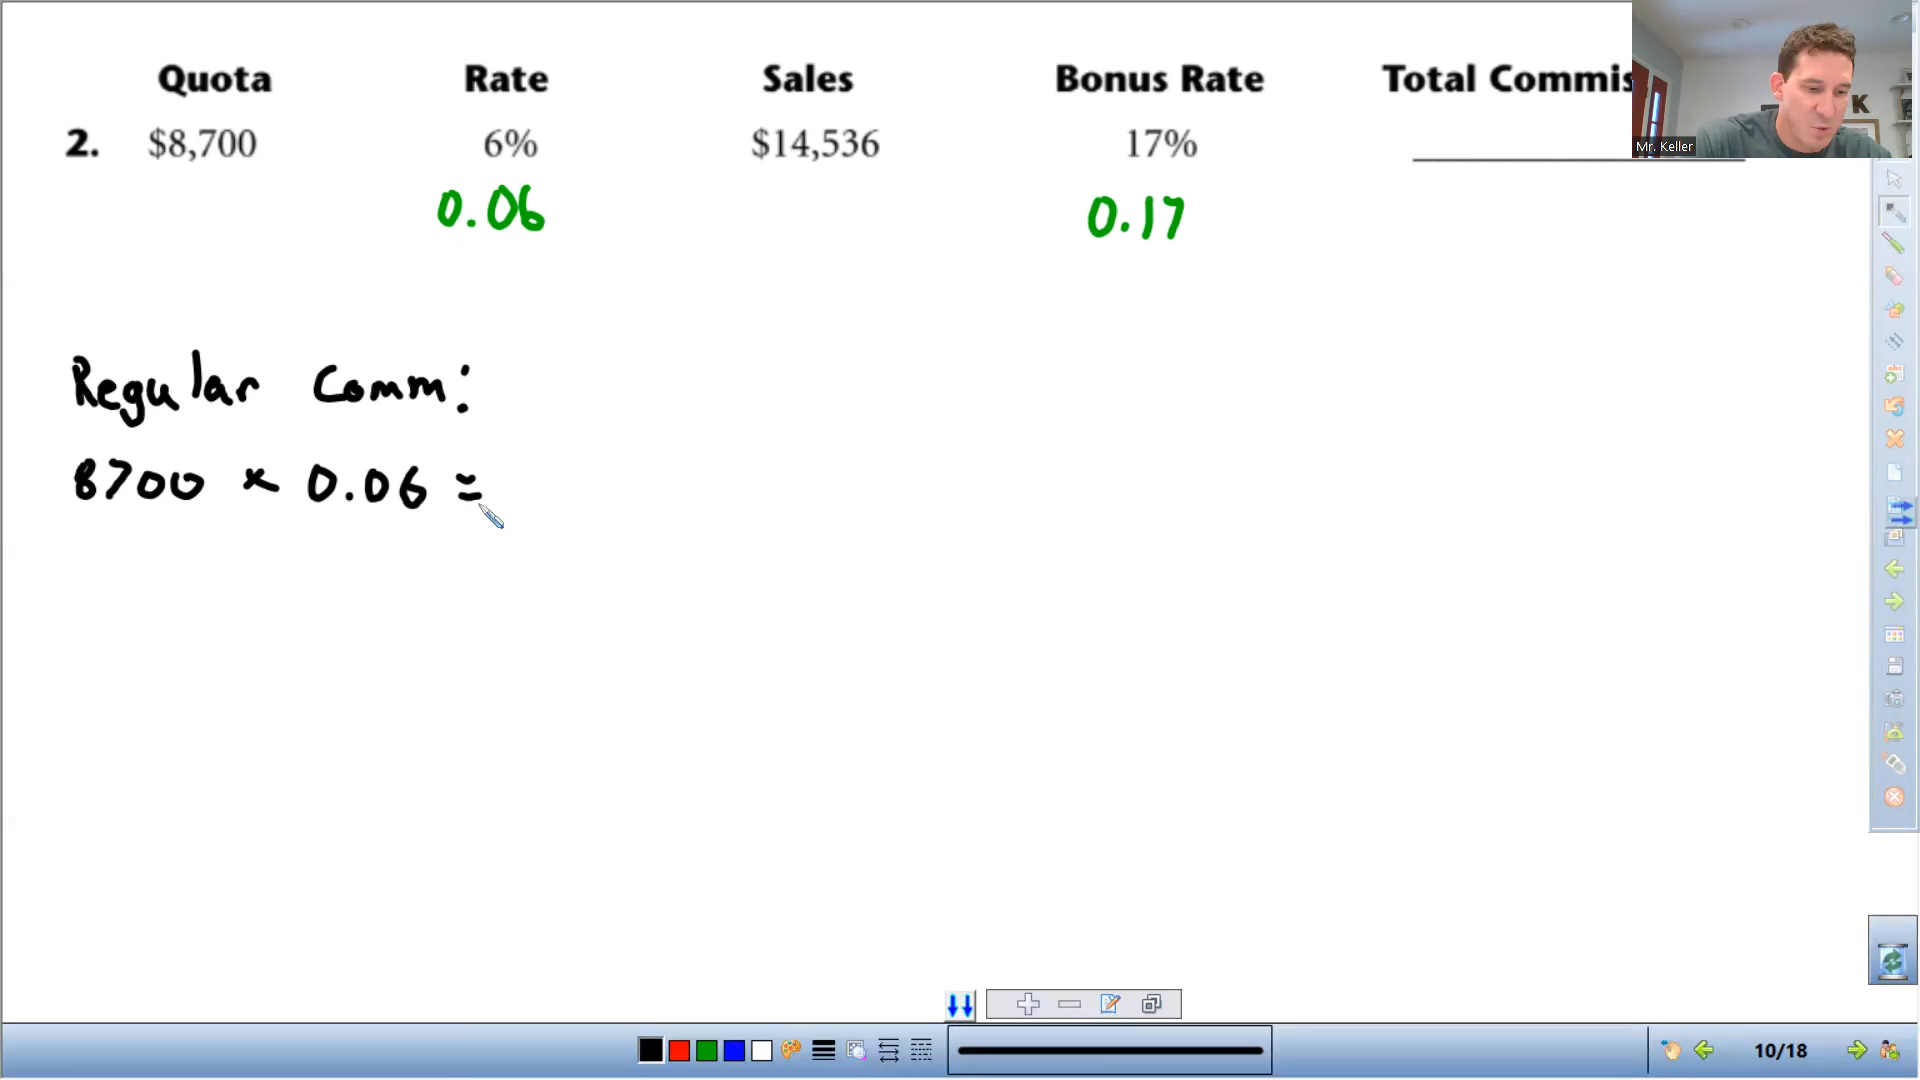 Quota Rate Sales Bonus Rate Total Commis
2. $8,700 6% $14,536 17%
Mr. Keller
K
0.06 0.17
Regular Comm:
8700 × 0.06 =
10/18